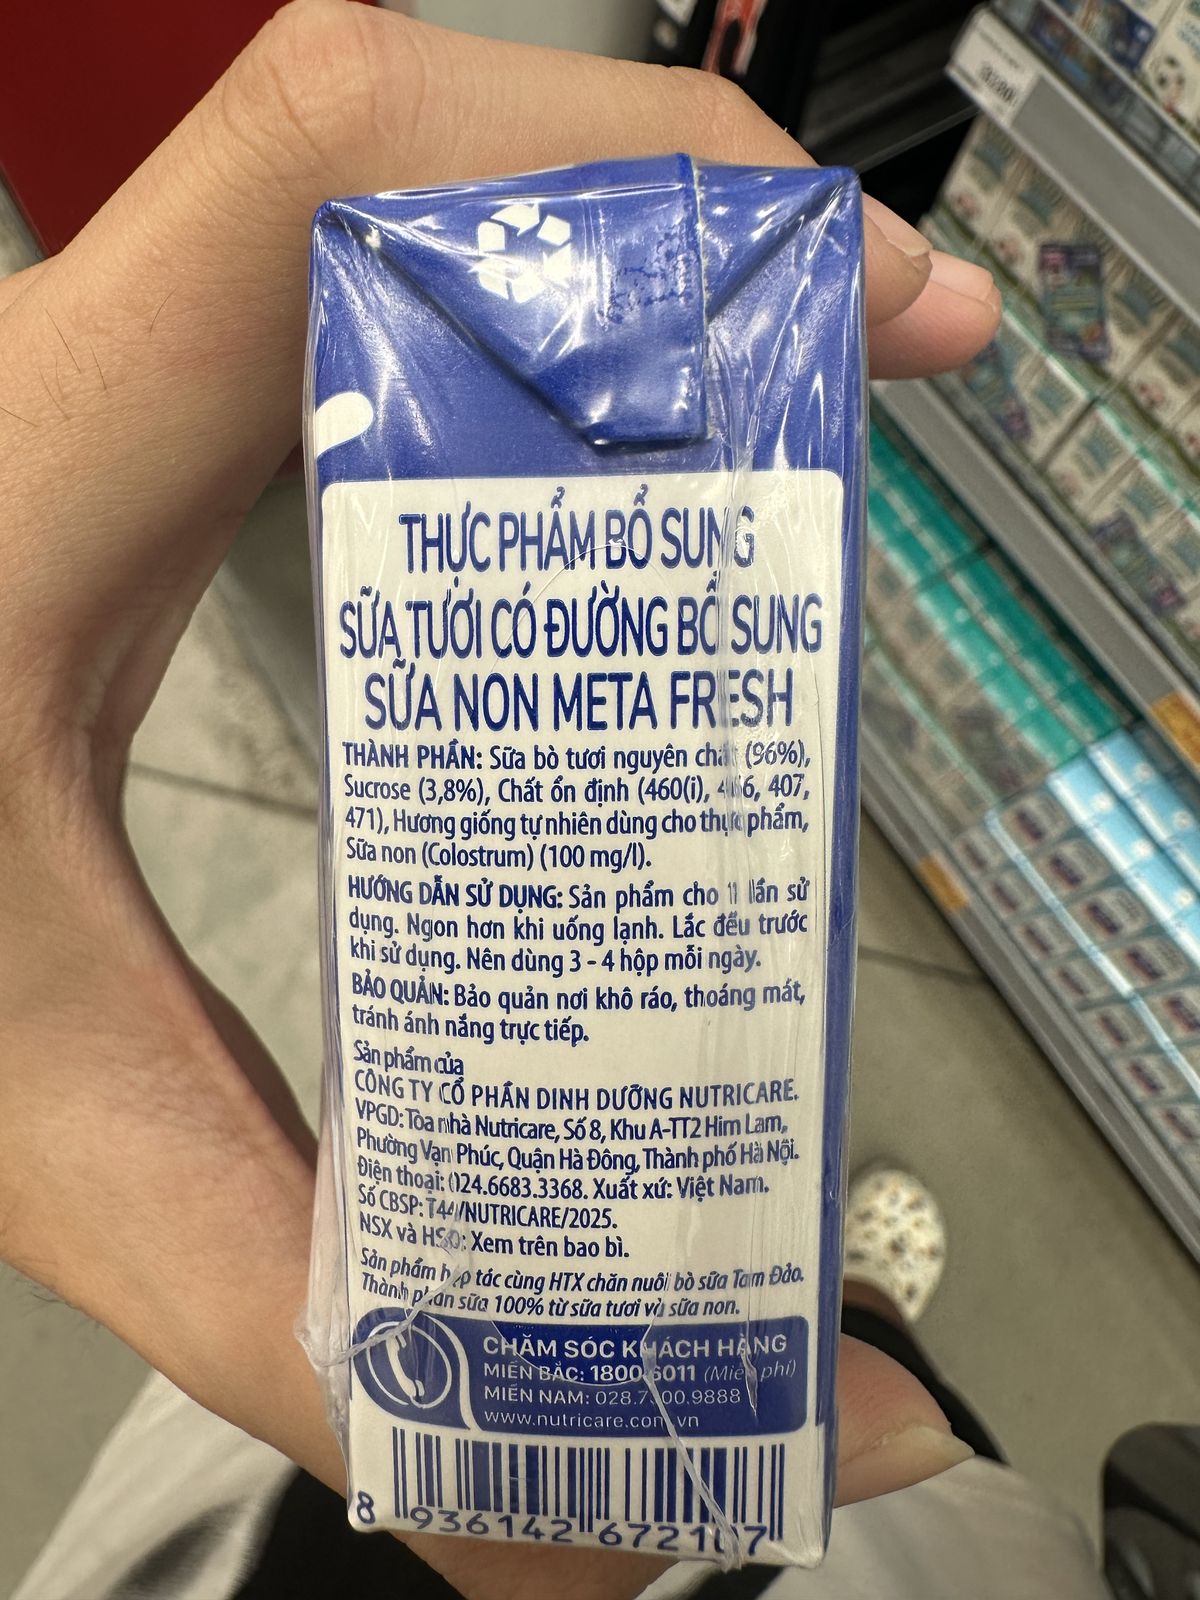 THỰC PHẨM BỔ SUNG
SỮA TƯƠI CÓ ĐƯỜNG BỔ SUNG
SỮA NON META FRESH
THÀNH PHẦN: Sữa bò tươi nguyên chất (96%),
Sucrose (3,8%), Chất ổn định (460(i), 407,
471), Hương giống tự nhiên dùng cho thực phẩm,
Sữa non (Colostrum) (100 mg/l).
HƯỚNG DẪN SỬ DỤNG: Sản phẩm cho 1 lần sử
dụng. Ngon hơn khi uống lạnh. Lắc đều trước
khi sử dụng. Nên dùng 3 - 4 hộp mỗi ngày.
BẢO QUẢN: Bảo quản nơi khô ráo, thoáng mát,
tránh ánh nắng trực tiếp.
Sản phẩm của
CÔNG TY CỔ PHẦN DINH DƯỠNG NUTRICARE.
VPGD: Tòa nhà Nutricare, Số 8, Khu A-TT2 Him Lam,
Phường Vạn Phúc, Quận Hà Đông, Thành phố Hà Nội.
Điện thoại: 024.6683.3368. Xuất xứ: Việt Nam.
Số CBSP:
NSX và HSD: Xem trên bao bì.
Sản phẩm hợp tác cùng HTX chăn nuôi bò sữa Tam Đảo.
Thành phần sữa 100% từ sữa tươi và sữa non.
CHĂM SÓC KHÁCH HÀNG
MIỀN BẮC: 1800 6011 (Miễn phí)
MIỀN NAM:
www.nutricare.com.vn
8 936142 672107